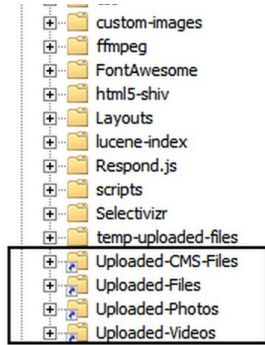 custom-images
ffmpeg
FontAwesome
html5-shiv
Layouts
lucene-index
Respond.js
scripts
Selectivizr
temp-uploaded-files
Uploaded-CMS-Files
Uploaded-Files
Uploaded-Photos
Uploaded-Videos